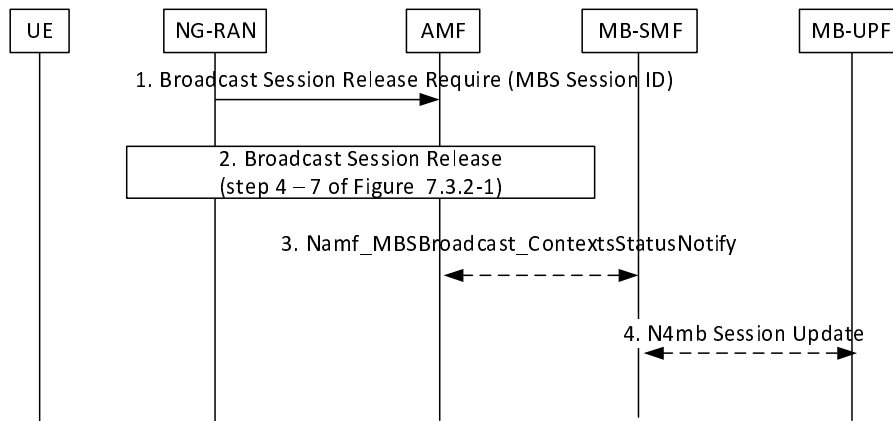 UE
NG-RAN
AMF
MB-SMF
MB-UPF
1. Broadcast Session Release Require (MBS Session ID)
2. Broadcast Session Release
(step 4 – 7 of Figure 7.3.2-1)
3. Namf_MBSBroadcast_ContextsStatusNotify
4. N4mb Session Update